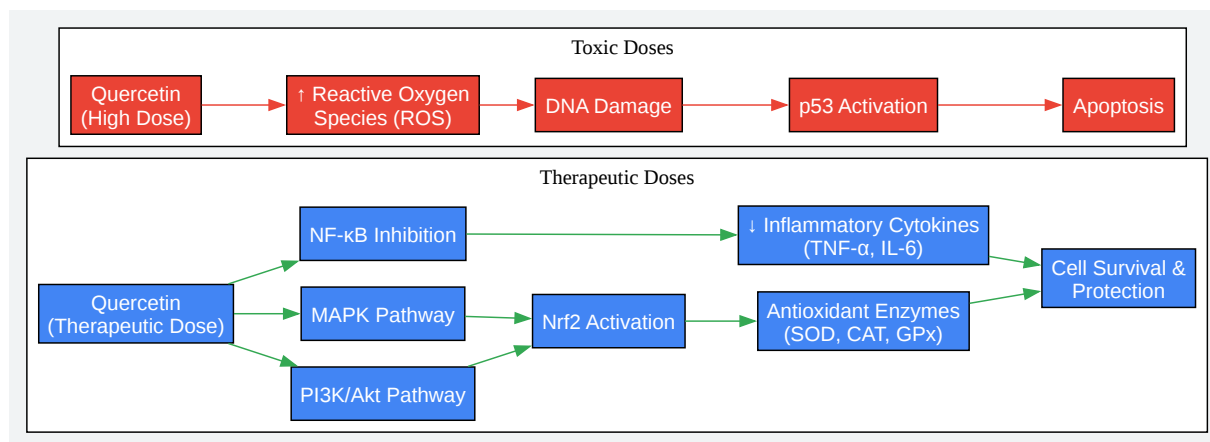 Toxic Doses
Quercetin
(High Dose)
↑ Reactive Oxygen
Species (ROS)
DNA Damage
p53 Activation
Apoptosis
Therapeutic Doses
Quercetin
(Therapeutic Dose)
NF-κB Inhibition
MAPK Pathway
PI3K/Akt Pathway
Nrf2 Activation
↓ Inflammatory Cytokines
(TNF-α, IL-6)
Antioxidant Enzymes
(SOD, CAT, GPx)
Cell Survival &
Protection